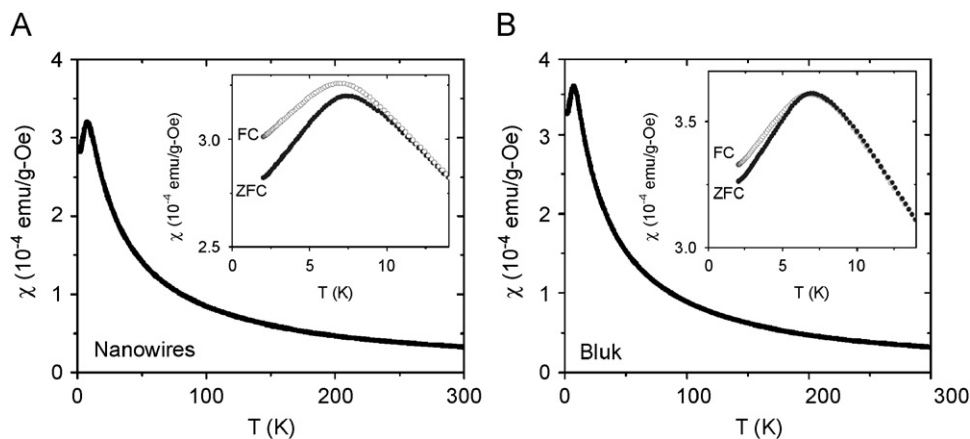 A
χ (10⁻⁴ emu/g-Oe)
4
3
2
1
0
0
100
200
300
T (K)
Nanowires
χ (10⁻⁴ emu/g-Oe)
3.0
2.5
0
5
10
T (K)
FC
ZFC
B
χ (10⁻⁴ emu/g-Oe)
4
3
2
1
0
0
100
200
300
T (K)
Bluk
χ (10⁻⁴ emu/g-Oe)
3.5
3.0
0
5
10
T (K)
FC
ZFC